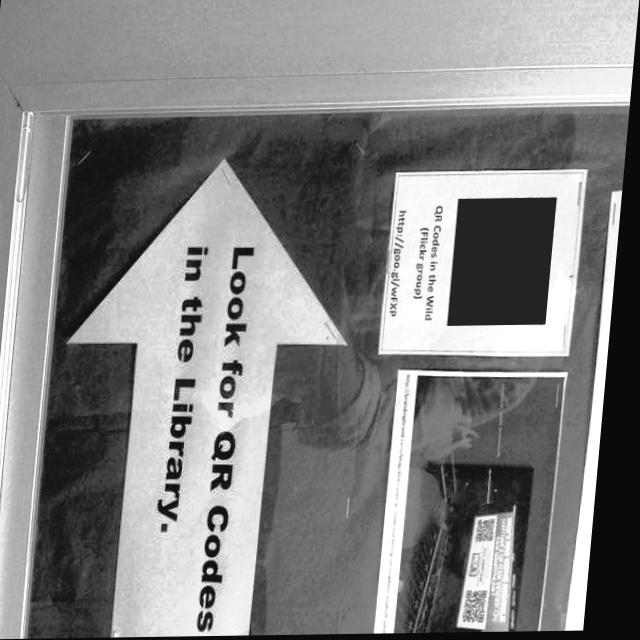 Look for QR Codes
in the Library.
QR Codes in the Wild
(Flickr group)
http://goo.gl/wFXP